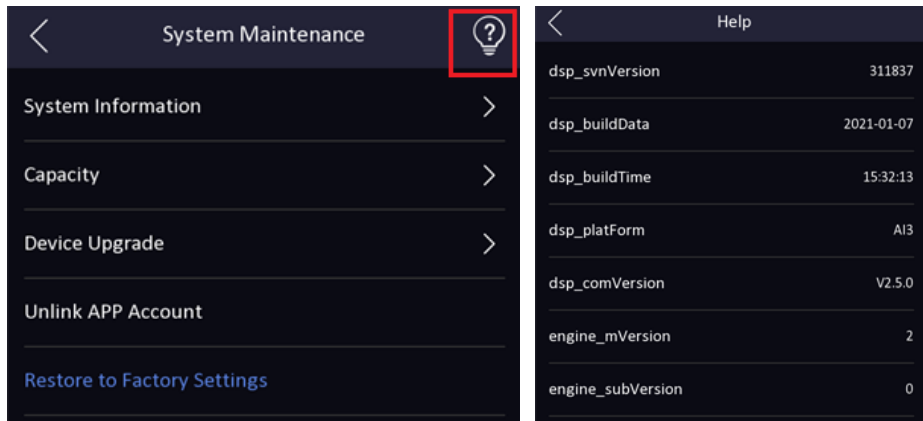 System Maintenance
System Information
Capacity
Device Upgrade
Unlink APP Account
Restore to Factory Settings
Help
dsp_svnVersion 311837
dsp_buildData 2021-01-07
dsp_buildTime 15:32:13
dsp_platForm AI3
dsp_comVersion V2.5.0
engine_mVersion 2
engine_subVersion 0